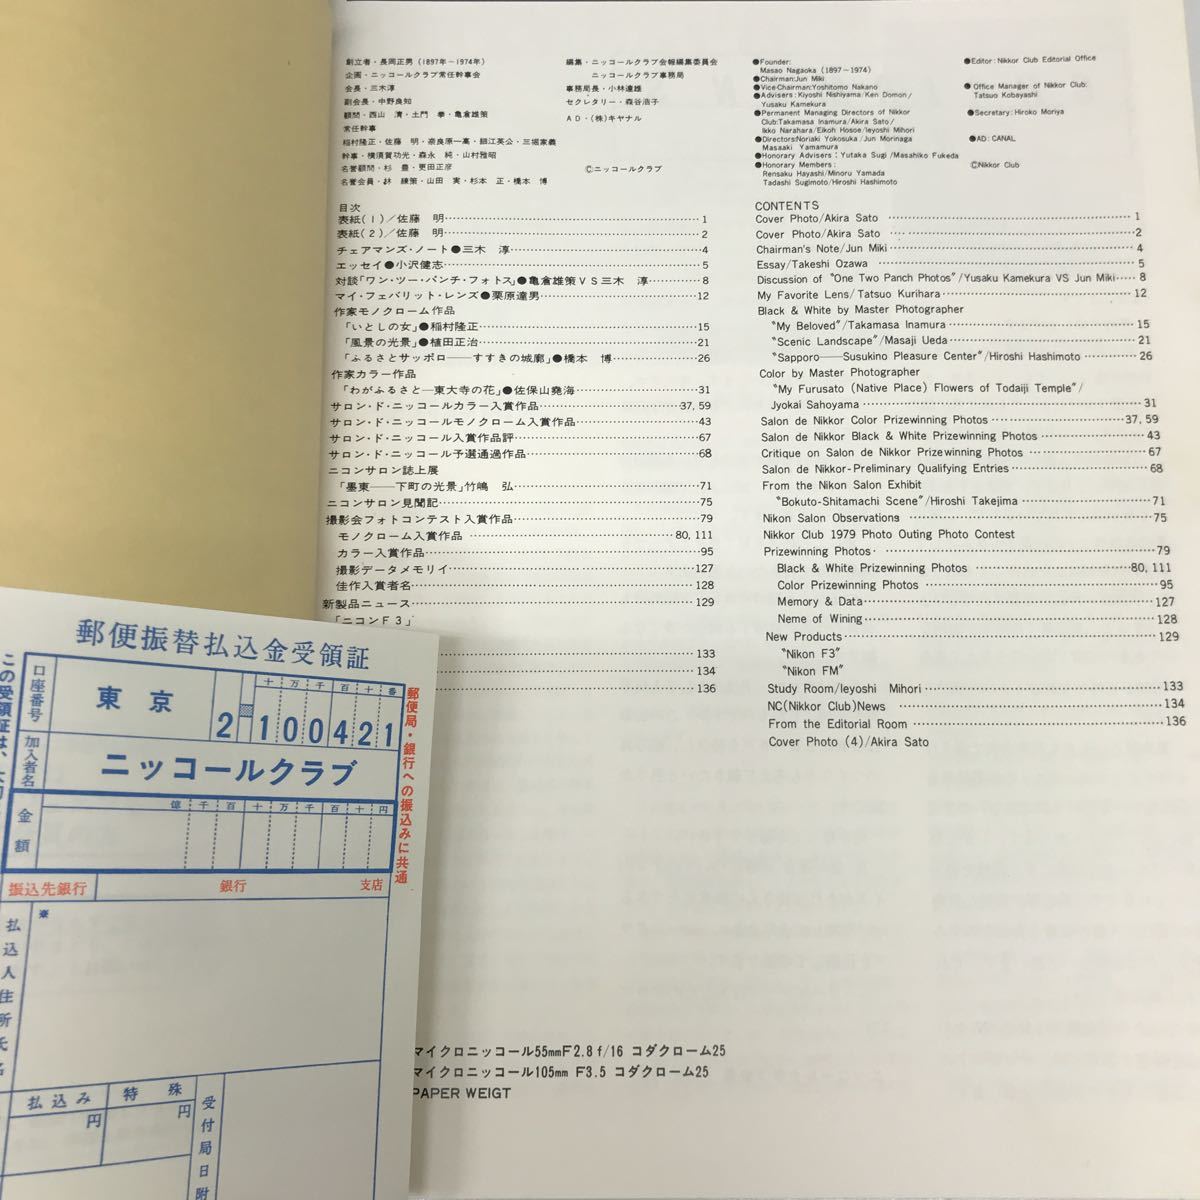 創立者・長岡正男(1897年-1974年)
企画・ニッコールクラブ常任幹事会
会長・三木淳
副会長・中野良知
顧問・西山 清・土門 拳・亀倉雄策
常任幹事
稲村隆正・佐藤 明・奈良原一高・細江英公・三堀家義
幹事・横須賀功光・森永 純・山村雅昭
名誉顧問・杉 豊・更田正彦
名誉会員・林 練策・山田 実・杉本 正・橋本 博
編集・ニッコールクラブ会報編集委員会
ニッコールクラブ事務局
事務局長・小林達雄
セクレタリー・森谷浩子
AD・(株)キヤナル
Ⓒニッコールクラブ
●Founder:
Masao Nagaoka (1897-1974)
●Chairman:Jun Miki
●Vice-Chairman:Yoshitomo Nakano
●Advisers:Kiyoshi Nishiyama/Ken Domon/
Yusaku Kamekura
●Permanent Managing Directors of Nikkor
Club:Takamasa Inamura/Akira Sato/
Ikko Narahara/Eikoh Hosoe/Ieyoshi Mihori
●Directors:Noriaki Yokosuka/Jun Morinaga
Masaaki Yamamura
●Honorary Advisers: Yutaka Sugi/Masahiko Fukeda
●Honorary Members:
Rensaku Hayashi/Minoru Yamada
Tadashi Sugimoto/Hiroshi Hashimoto
●Editor:Nikkor Club Editorial Office
●Office Manager of Nikkor Club:
Tatsuo Kobayashi
●Secretary:Hiroko Moriya
●AD:CANAL
ⒸNikkor Club
目次
表紙(1)/佐藤 明 1
表紙(2)/佐藤 明 2
チェアマンズ・ノート●三木 淳 4
エッセイ●小沢健志 5
対談「ワン・ツー・パンチ・フォトス」●亀倉雄策VS三木 淳 8
マイ・フェバリット・レンズ●栗原達男 12
作家モノクローム作品
「いとしの女」●稲村隆正 15
「風景の光景」●植田正治 21
「ふるさとサッポロ——すすきの城廓」●橋本 博 26
作家カラー作品
「わがふるさと—東大寺の花」●佐保山堯海 31
サロン・ド・ニッコールカラー入賞作品 37,59
サロン・ド・ニッコールモノクローム入賞作品 43
サロン・ド・ニッコール入賞作品評 67
サロン・ド・ニッコール予選通過作品 68
ニコンサロン誌上展
「墨東——下町の光景」竹嶋 弘 71
ニコンサロン見聞記 75
撮影会フォトコンテスト入賞作品 79
モノクローム入賞作品 80,111
カラー入賞作品 95
撮影データメモリイ 127
佳作入賞者名 128
新製品ニュース 129
「ニコンF3」
133
134
136
CONTENTS
Cover Photo/Akira Sato 1
Cover Photo/Akira Sato 2
Chairman's Note/Jun Miki 4
Essay/Takeshi Ozawa 5
Discussion of "One Two Panch Photos"/Yusaku Kamekura VS Jun Miki 8
My Favorite Lens/Tatsuo Kurihara 12
Black & White by Master Photographer
"My Beloved"/Takamasa Inamura 15
"Scenic Landscape"/Masaji Ueda 21
"Sapporo—Susukino Pleasure Center"/Hiroshi Hashimoto 26
Color by Master Photographer
"My Furusato (Native Place) Flowers of Todaiji Temple"/
Jyokai Sahoyama 31
Salon de Nikkor Color Prizewinning Photos 37,59
Salon de Nikkor Black & White Prizewinning Photos 43
Critique on Salon de Nikkor Prizewinning Photos 67
Salon de Nikkor-Preliminary Qualifying Entries 68
From the Nikon Salon Exhibit
"Bokuto-Shitamachi Scene"/Hiroshi Takejima 71
Nikon Salon Observations 75
Nikkor Club 1979 Photo Outing Photo Contest
Prizewinning Photos 79
Black & White Prizewinning Photos 80,111
Color Prizewinning Photos 95
Memory & Data 127
Neme of Wining 128
New Products 129
"Nikon F3"
"Nikon FM"
Study Room/Ieyoshi Mihori 133
NC(Nikkor Club)News 134
From the Editorial Room 136
Cover Photo (4)/Akira Sato
マイクロニッコール55mmF2.8 f/16 コダクローム25
マイクロニッコール105mm F3.5 コダクローム25
PAPER WEIGT
郵便振替払込金受領証
口座番号
東京
十万千百十番
2-100421
加入者名
ニッコールクラブ
金額
億千百十万千百十円
振込先銀行
銀行
支店
※
払込人住所氏名
払込み
円
特殊
円
受付局日附
郵便局・銀行への振込みに共通
この受領証は、